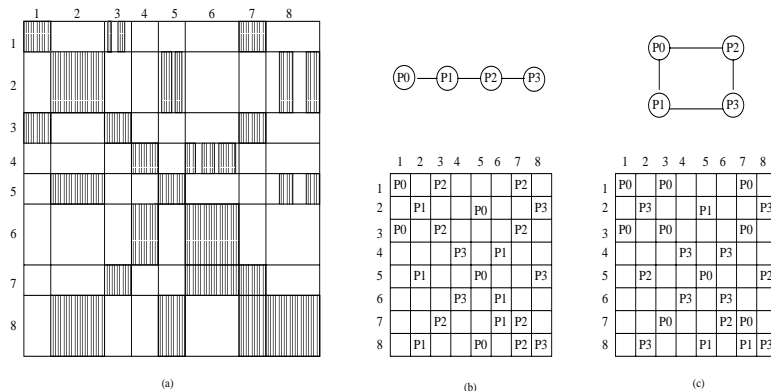 1 2 3 4 5 6 7 8
1
2
3
4
5
6
7
8
(a)
P0 P1 P2 P3
1 2 3 4 5 6 7 8
1 P0 P2 P2
2 P1 P0 P3
3 P0 P2 P2
4 P3 P1
5 P1 P0 P3
6 P3 P1
7 P2 P1 P2
8 P1 P0 P2 P3
(b)
P0 P2
P1 P3
1 2 3 4 5 6 7 8
1 P0 P0 P0
2 P3 P1 P3
3 P0 P0 P0
4 P3 P3
5 P2 P0 P2
6 P3 P3
7 P0 P2 P0
8 P3 P1 P1 P3
(c)